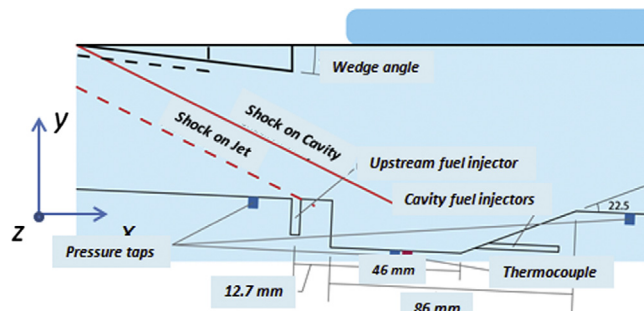 Wedge angle
Shock on Cavity
Shock on Jet
Upstream fuel injector
y
Cavity fuel injectors
22.5
z
x
Pressure taps
46 mm
Thermocouple
12.7 mm
86 mm